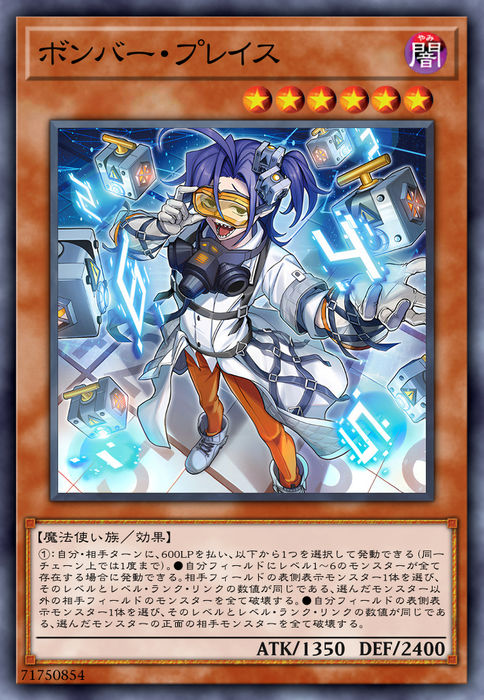 ボンバー・プレイス
やみ
闇
6
4
5
【魔法使い族／効果】
①:自分・相手ターンに、600LPを払い、以下から1つを選択して発動できる(同一
チェーン上では1度まで)。●自分フィールドにレベル1~6のモンスターが全て
存在する場合に発動できる。相手フィールドの表側表示モンスター1体を選び、
そのレベルとレベル・ランク・リンクの数値が同じである、選んだモンスター以
外の相手フィールドのモンスターを全て破壊する。●自分フィールドの表側表
示モンスター1体を選び、そのレベルとレベル・ランク・リンクの数値が同じであ
る、選んだモンスターの正面の相手モンスターを全て破壊する。
ATK/1350 DEF/2400
71750854